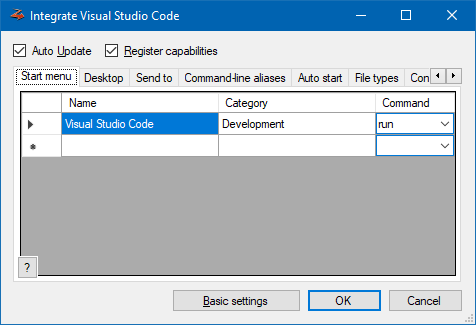 Integrate Visual Studio Code
Auto Update Register capabilities
Start menu Desktop Send to Command-line aliases Auto start File types Con
Name Category Command
Visual Studio Code Development run
?
Basic settings OK Cancel